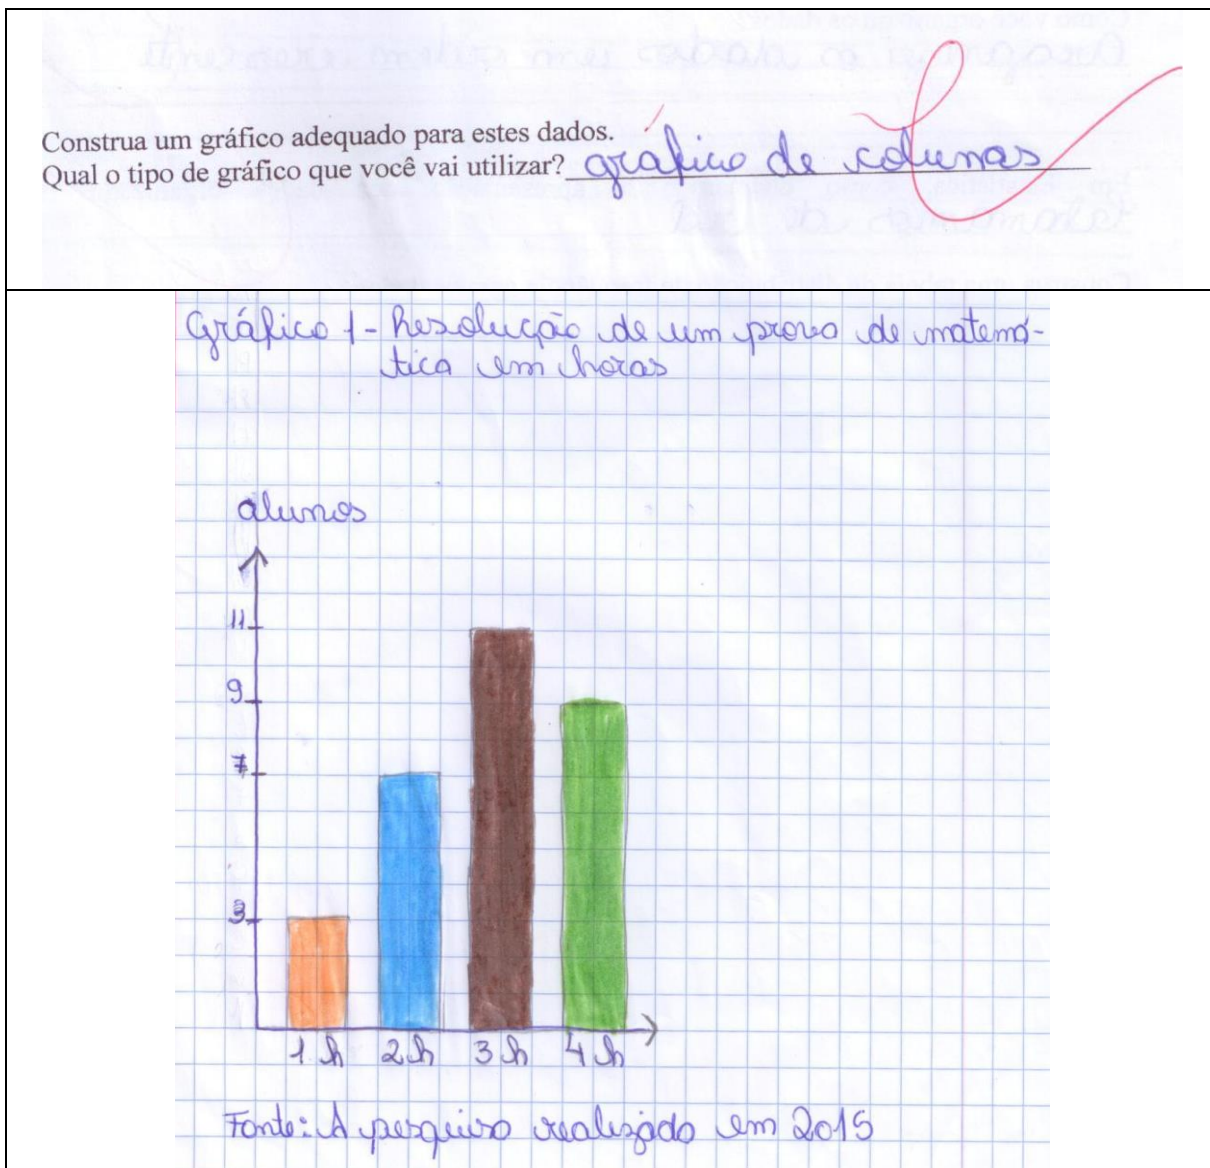 Construa um gráfico adequado para estes dados.
Qual o tipo de gráfico que você vai utilizar? gráfico de colunas
Gráfico 1 - Resolução de um prova de matemá-
tica em horas
alunos
11
9
7
3
1 h 2 h 3 h 4 h
Fonte: A pesquisa realizado em 2015